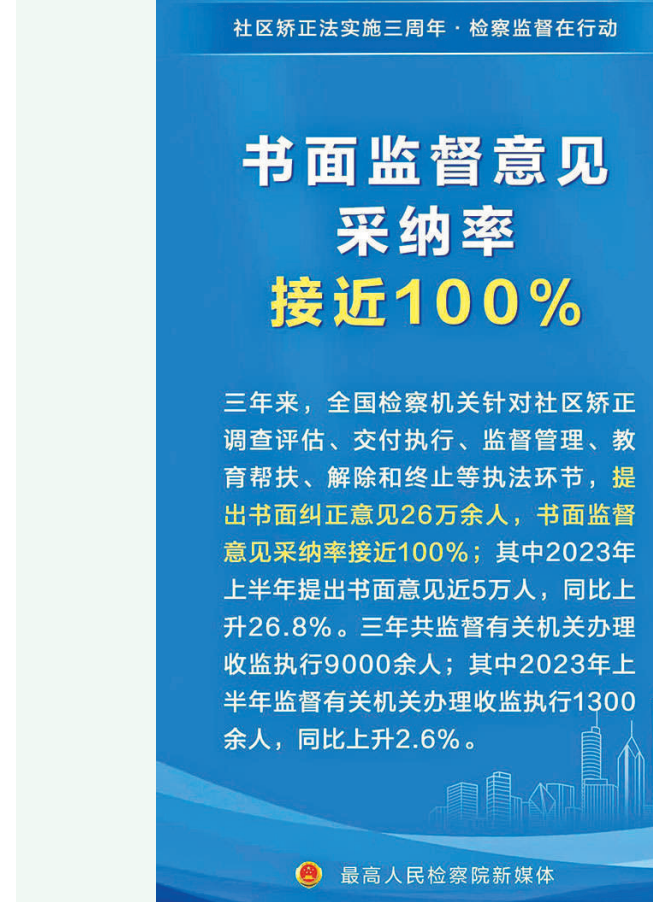 社区矫正法实施三周年·检察监督在行动
书面监督意见
采纳率
接近100%
三年来，全国检察机关针对社区矫正
调查评估、交付执行、监督管理、教
育帮扶、解除和终止等执法环节，提
出书面纠正意见26万余人，书面监督
意见采纳率接近100%；其中2023年
上半年提出书面意见近5万人，同比上
升26.8%。三年共监督有关机关办理
收监执行9000余人；其中2023年上
半年监督有关机关办理收监执行1300
余人，同比上升2.6%。
最高人民检察院新媒体